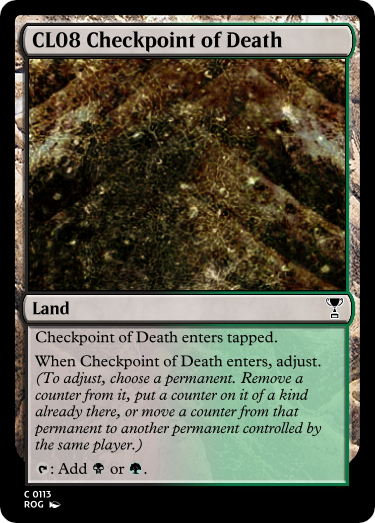 CL08 Checkpoint of Death
Land
Checkpoint of Death enters tapped.
When Checkpoint of Death enters, adjust.
(To adjust, choose a permanent. Remove a
counter from it, put a counter on it of a kind
already there, or move a counter from that
permanent to another permanent controlled by
the same player.)
: Add or .
C 0113
ROG